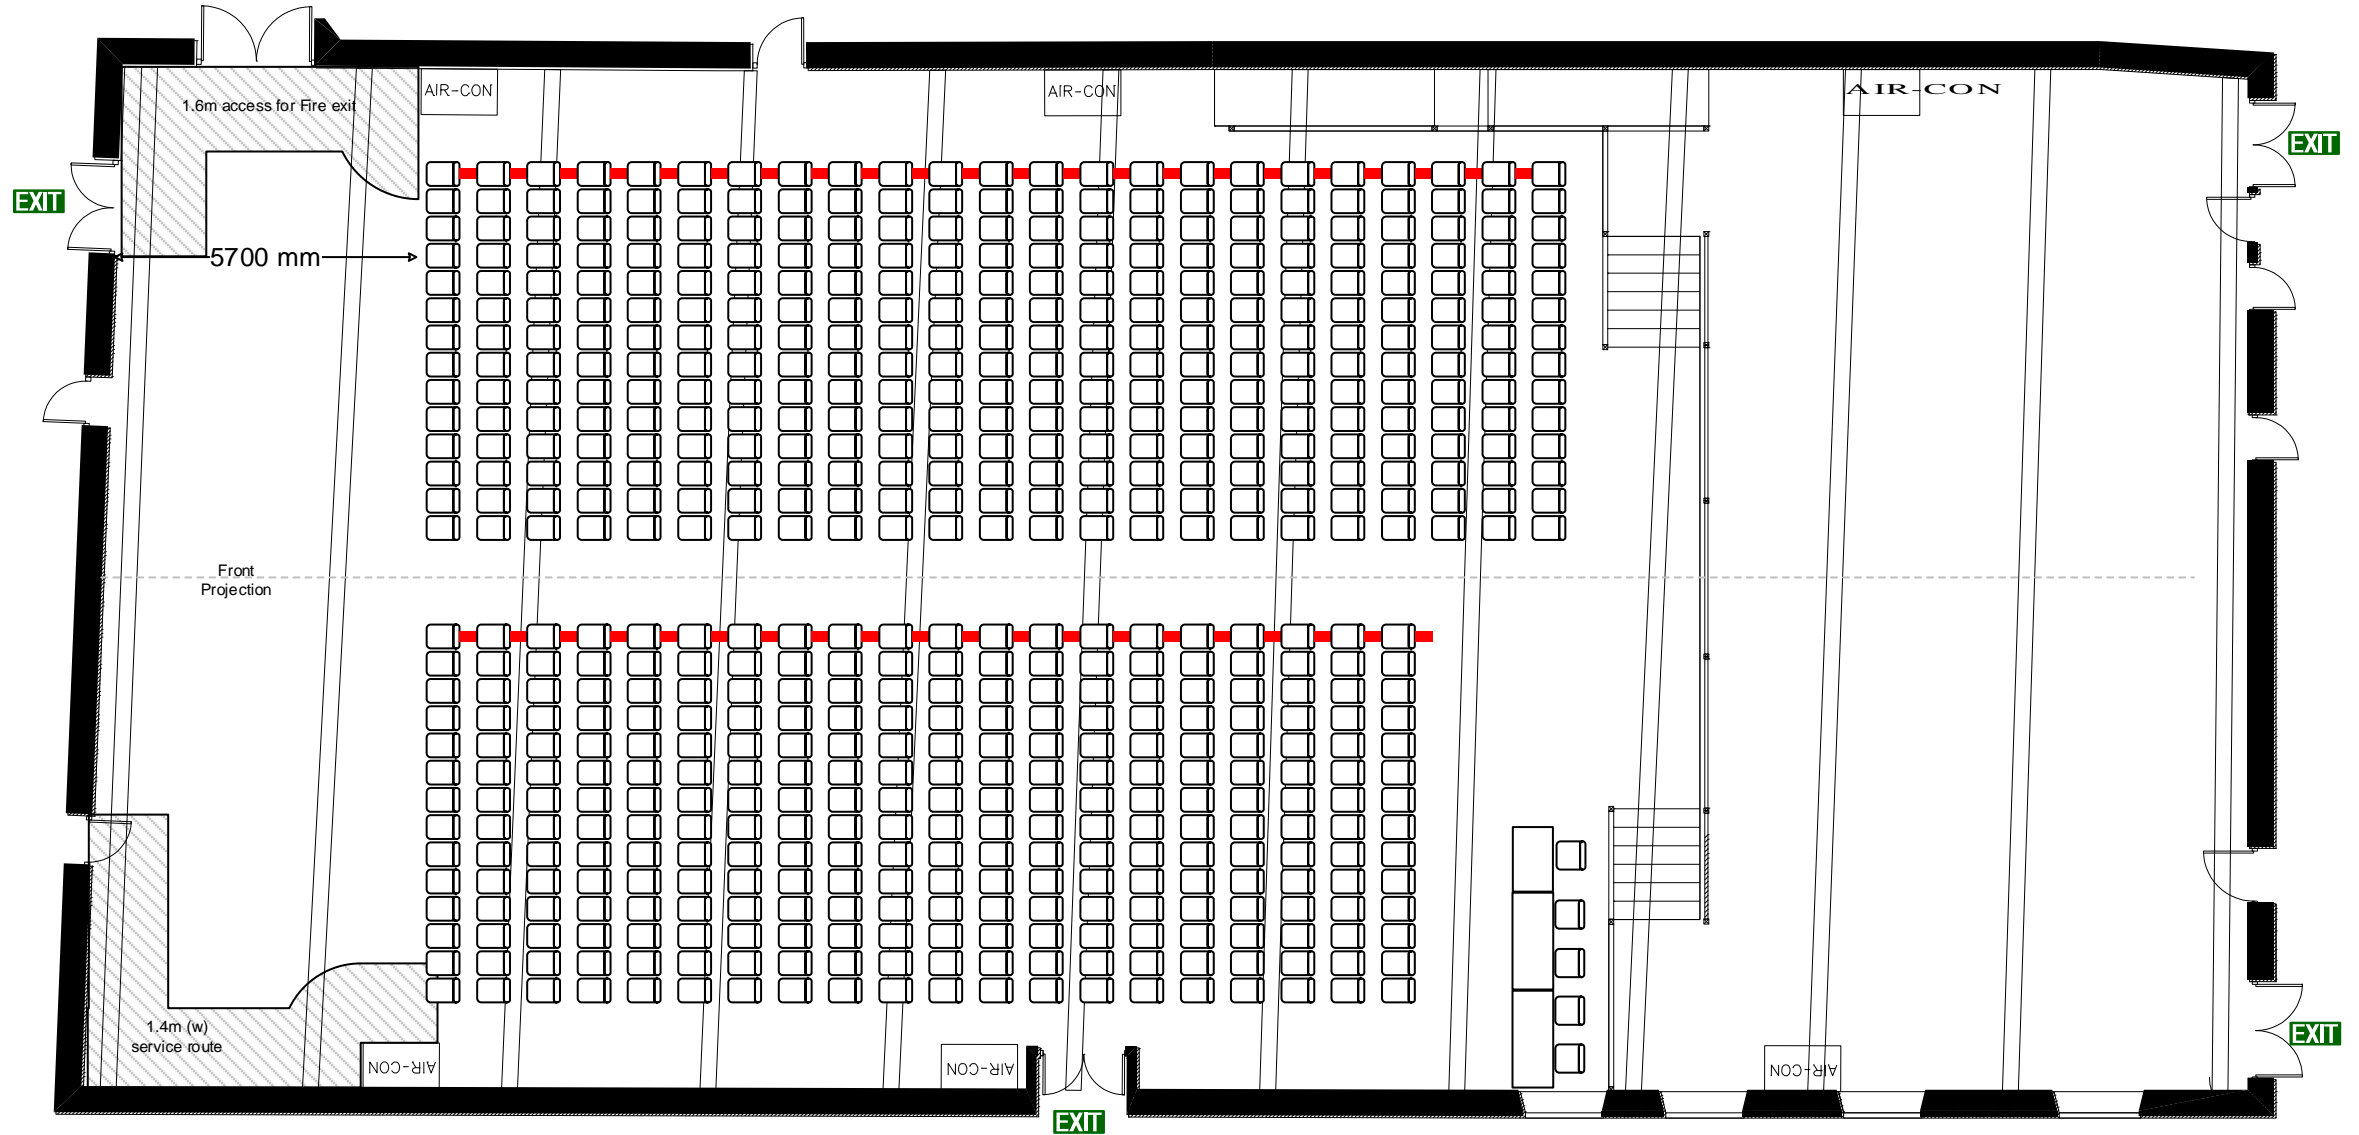 AIR-CON
AIR-CON
AIR-CON
1.6m access for Fire exit
EXIT
EXIT
5700 mm
Front
Projection
1.4m (w)
service route
AIR-CON
AIR-CON
AIR-CON
EXIT
EXIT